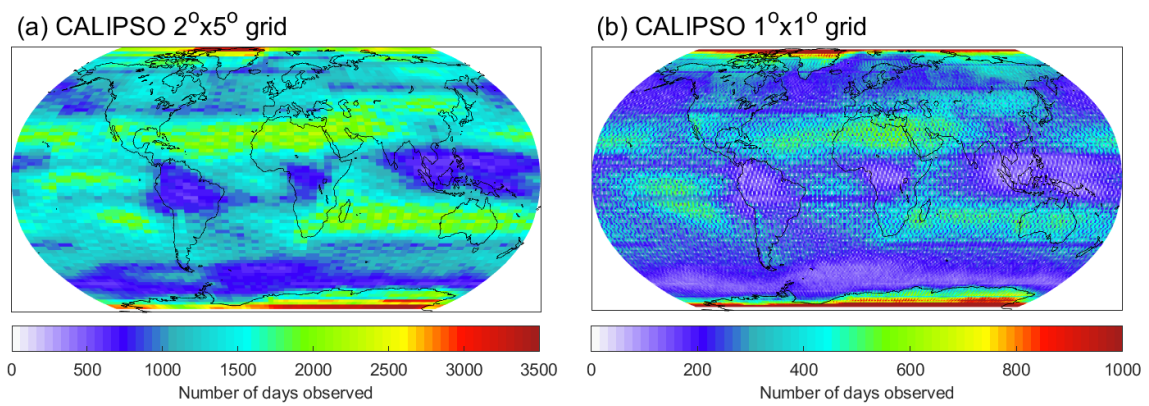 (a) CALIPSO 2°x5° grid
(b) CALIPSO 1°x1° grid
0 500 1000 1500 2000 2500 3000 3500
Number of days observed
0 200 400 600 800 1000
Number of days observed